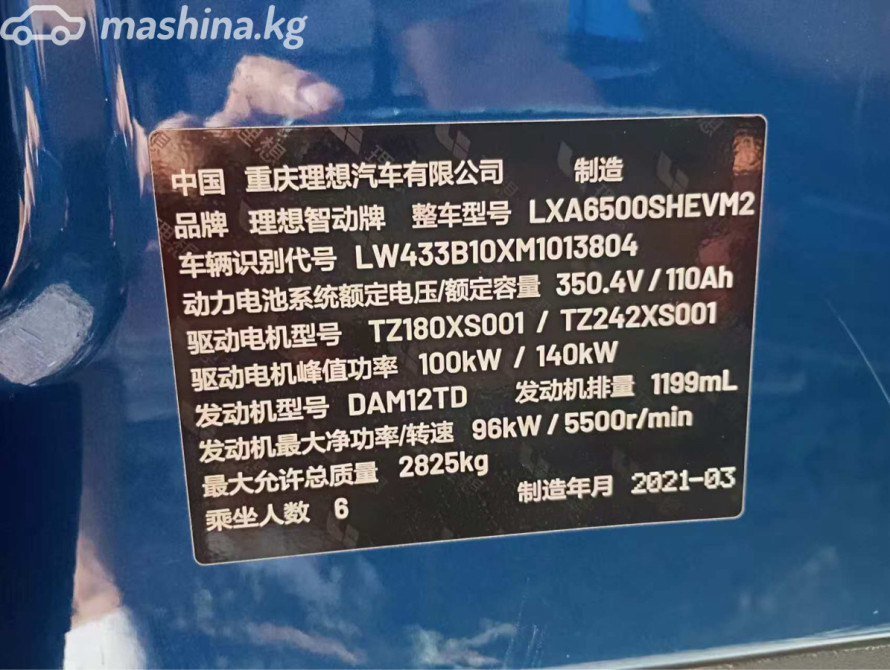 mashina.kg
中国 重庆理想汽车有限公司 制造
品牌 理想智动牌 整车型号 LXA6500SHEVM2
车辆识别代号 LW433B10XM1013804
动力电池系统额定电压/额定容量 350.4V / 110Ah
驱动电机型号 TZ180XS001 / TZ242XS001
驱动电机峰值功率 100kW / 140kW
发动机型号 DAM12TD 发动机排量 1199mL
发动机最大净功率/转速 96kW / 5500r/min
最大允许总质量 2825kg
乘坐人数 6 制造年月 2021-03